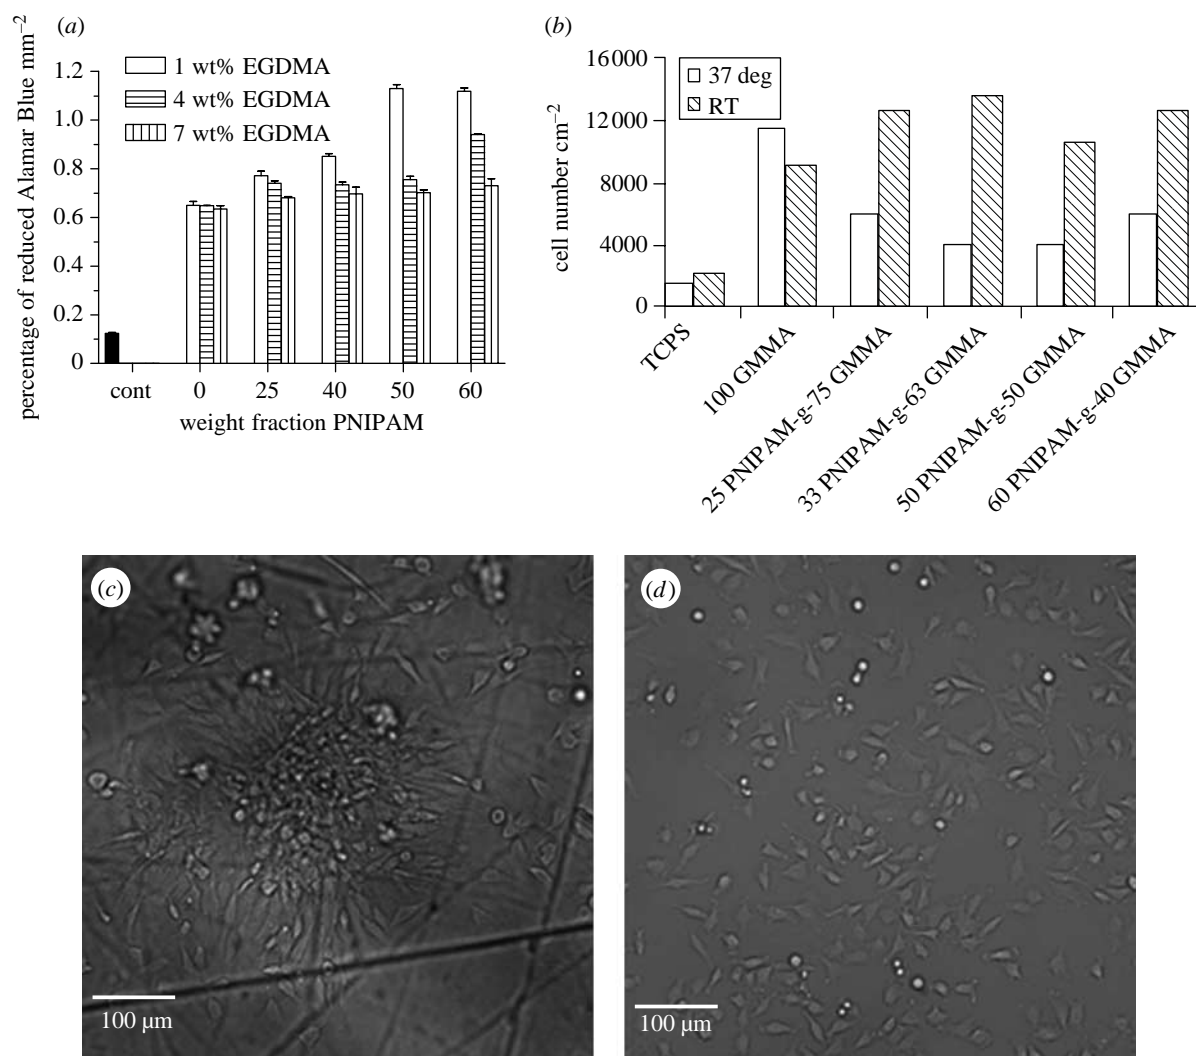 (a)
percentage of reduced Alamar Blue mm−2
1.2
1.0
0.8
0.6
0.4
0.2
0
1 wt% EGDMA
4 wt% EGDMA
7 wt% EGDMA
cont 0 25 40 50 60
weight fraction PNIPAM
(b)
cell number cm−2
16000
12000
8000
4000
0
37 deg
RT
TCPS
100 GMMA
25 PNIPAM-g-75 GMMA
33 PNIPAM-g-63 GMMA
50 PNIPAM-g-50 GMMA
60 PNIPAM-g-40 GMMA
(c)
100 µm
(d)
100 µm